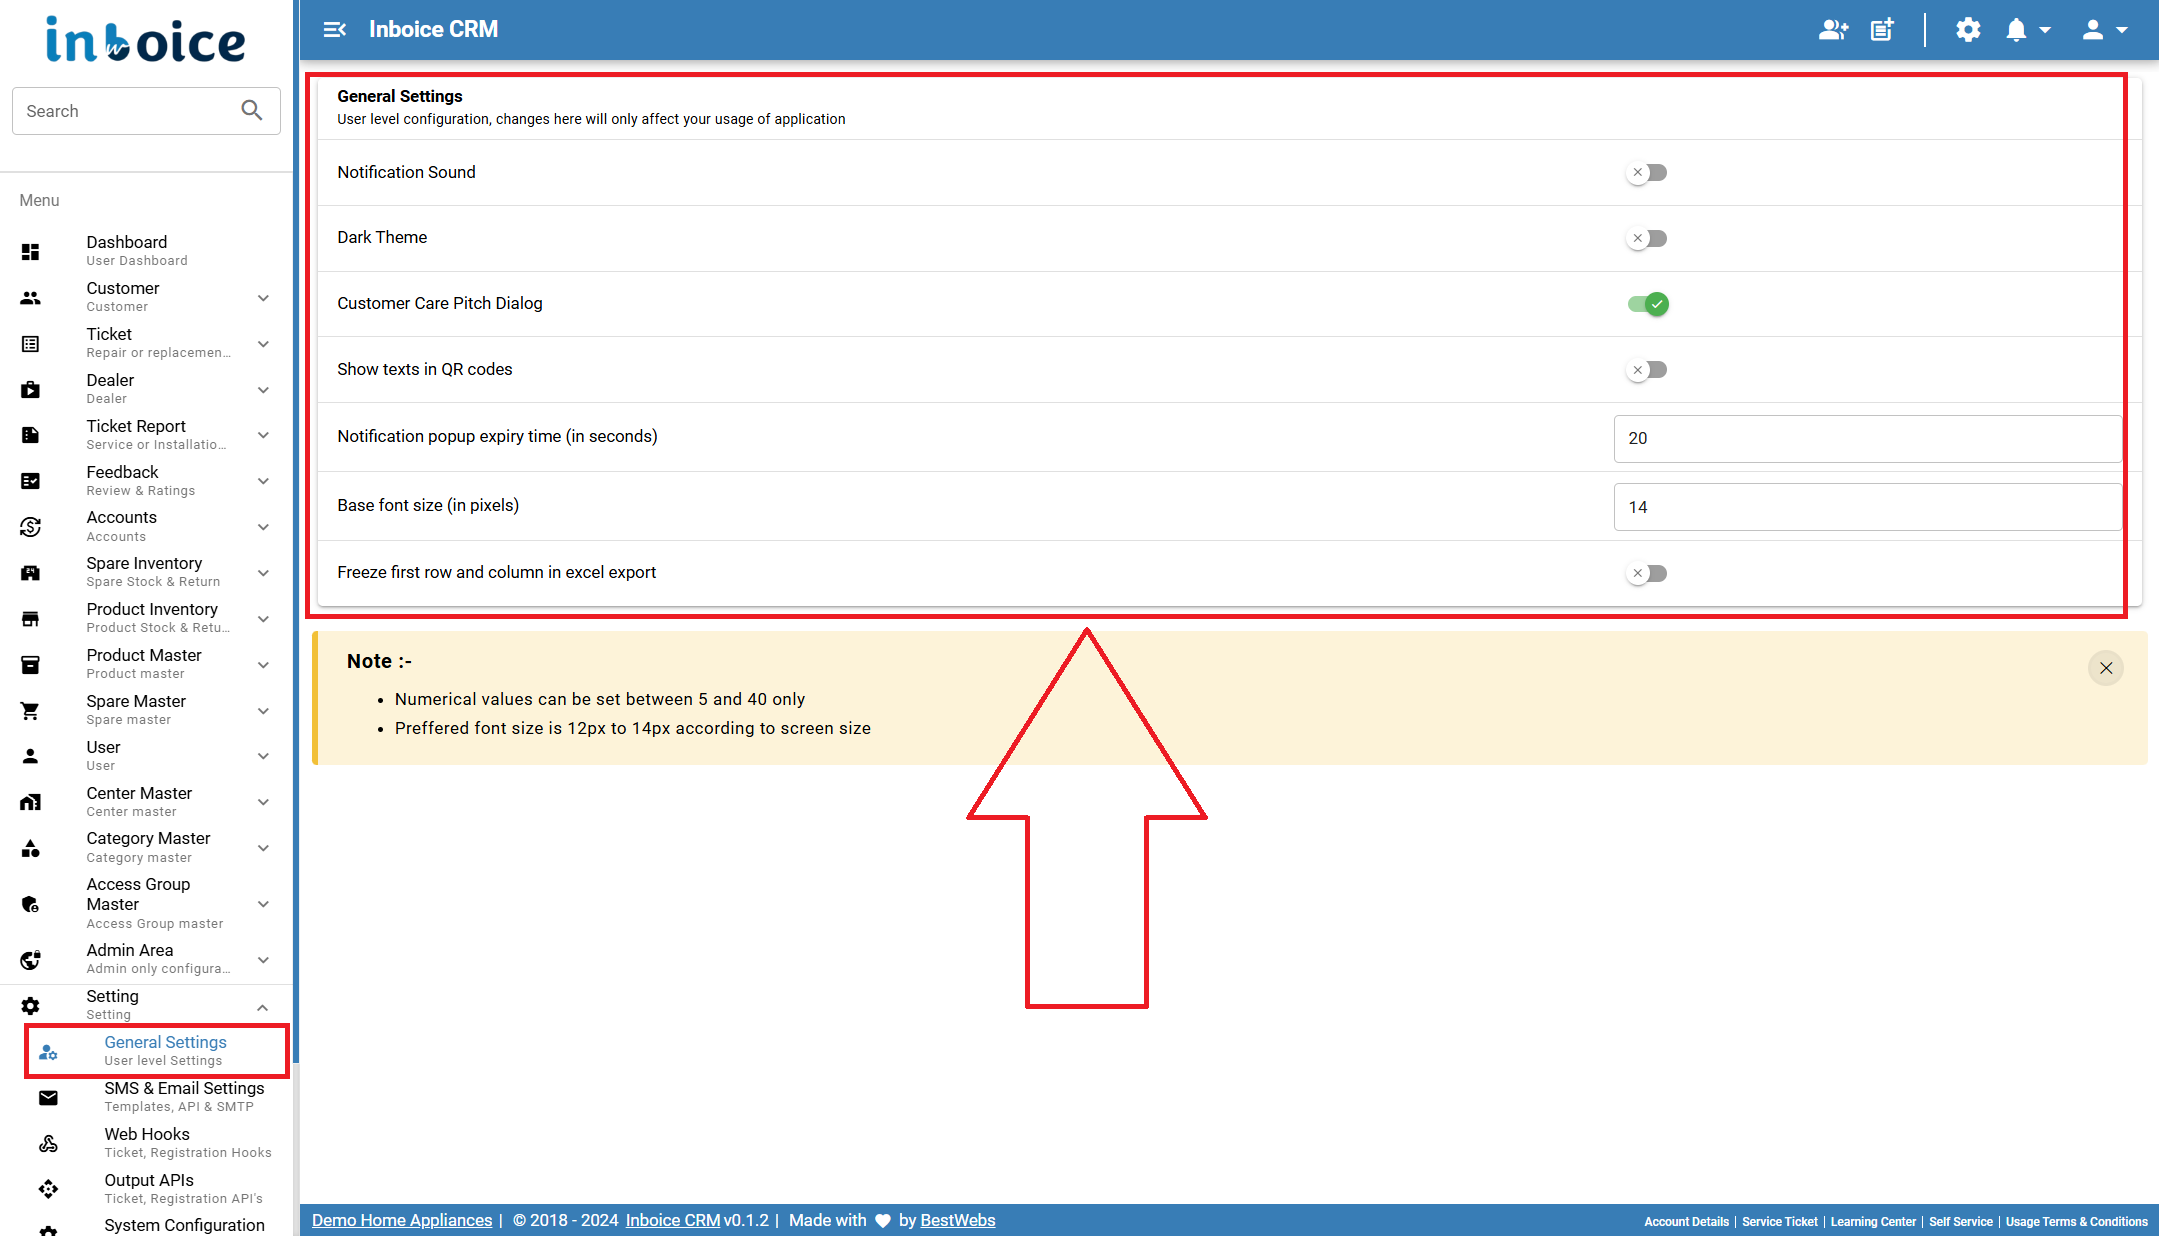 inboice
Search
Menu
Dashboard
User Dashboard
Customer
Customer
Ticket
Repair or replacemen...
Dealer
Dealer
Ticket Report
Service or Installatio...
Feedback
Review & Ratings
Accounts
Accounts
Spare Inventory
Spare Stock & Return
Product Inventory
Product Stock & Retu...
Product Master
Product master
Spare Master
Spare master
User
User
Center Master
Center master
Category Master
Category master
Access Group
Master
Access Group master
Admin Area
Admin only configura...
Setting
Setting
General Settings
User level Settings
SMS & Email Settings
Templates, API & SMTP
Web Hooks
Ticket, Registration Hooks
Output APIs
Ticket, Registration API's
System Configuration
Inboice CRM
General Settings
User level configuration, changes here will only affect your usage of application
Notification Sound
Dark Theme
Customer Care Pitch Dialog
Show texts in QR codes
Notification popup expiry time (in seconds)
20
Base font size (in pixels)
14
Freeze first row and column in excel export
Note :-
• Numerical values can be set between 5 and 40 only
• Preffered font size is 12px to 14px according to screen size
Demo Home Appliances | © 2018 - 2024 Inboice CRM v0.1.2 | Made with ♥ by BestWebs
Account Details | Service Ticket | Learning Center | Self Service | Usage Terms & Conditions